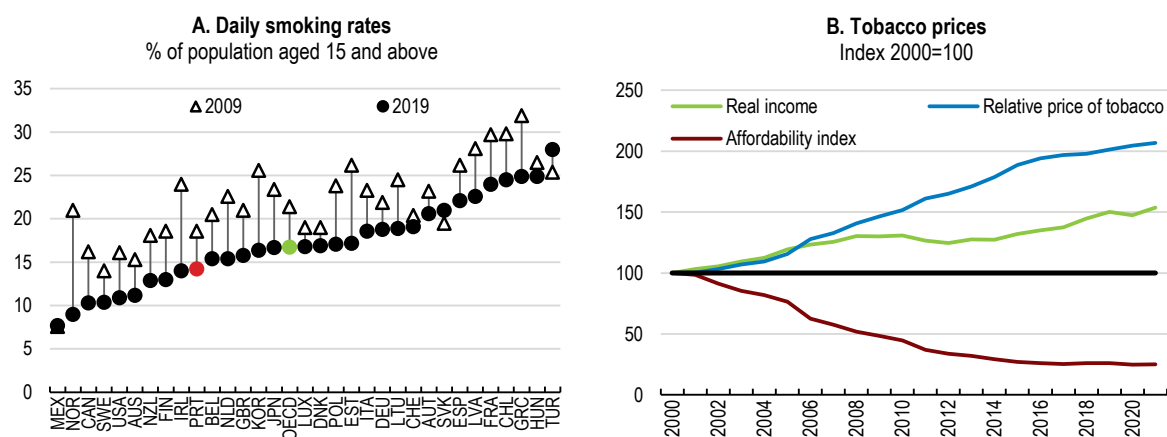 A. Daily smoking rates
% of population aged 15 and above
35
30
25
20
15
10
5
0
2009
2019
MEX
NOR
CAN
SWE
USA
AUS
NZL
FIN
IRL
PRT
BEL
NLD
GBR
KOR
JPN
OECD
LUX
DNK
POL
EST
ITA
DEU
LTU
CHE
AUT
SVK
ESP
LVA
FRA
CHL
GRC
HUN
TUR
B. Tobacco prices
Index 2000=100
250
200
150
100
50
0
Real income
Relative price of tobacco
Affordability index
2000
2002
2004
2006
2008
2010
2012
2014
2016
2018
2020